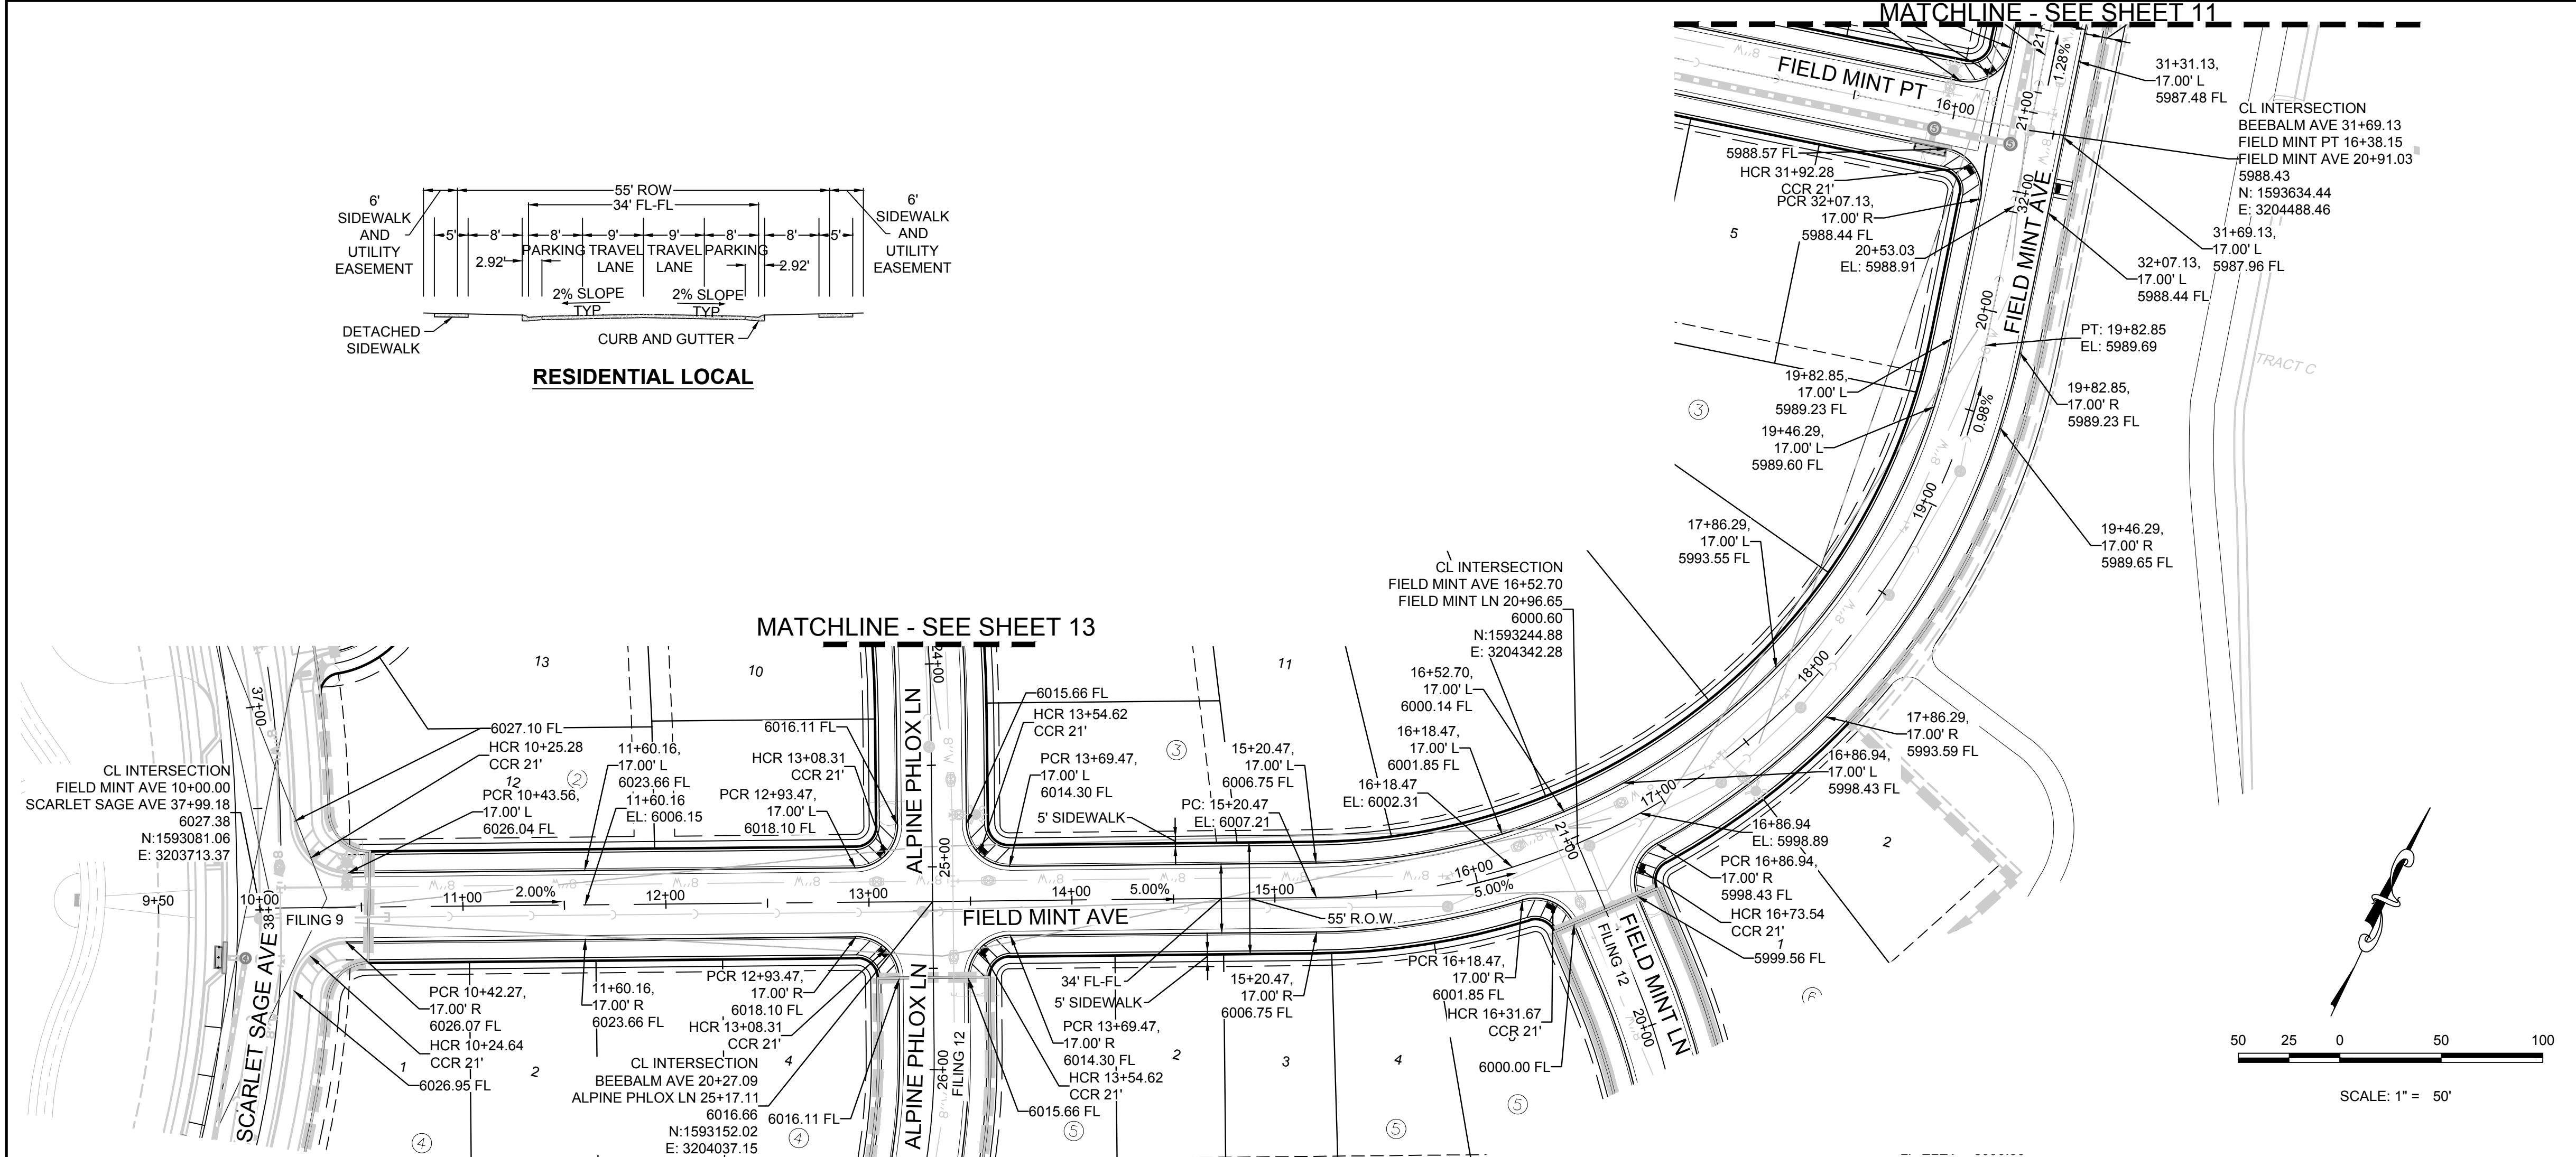 MATCHLINE - SEE SHEET 11
55' ROW
34' FL-FL
6'
SIDEWALK
AND
UTILITY
EASEMENT
5' 8' 8' 9' 9' 8' 8' 5'
PARKING TRAVEL LANE TRAVEL LANE PARKING
2.92' 2.92'
6'
SIDEWALK
AND
UTILITY
EASEMENT
2% SLOPE
TYP.
2% SLOPE
TYP.
DETACHED
SIDEWALK
CURB AND GUTTER
RESIDENTIAL LOCAL
FIELD MINT PT
16+00
8"W
21+00
1.28%
31+31.13,
17.00' L
5987.48 FL
CL INTERSECTION
BEEBALM AVE 31+69.13
FIELD MINT PT 16+38.15
FIELD MINT AVE 20+91.03
5988.43
N: 1593634.44
E: 3204488.46
5988.57 FL
HCR 31+92.28
CCR 21'
PCR 32+07.13,
17.00' R
5988.44 FL
20+53.03
EL: 5988.91
5
32+00
FIELD MINT AVE
31+69.13,
17.00' L
5987.96 FL
32+07.13,
17.00' L
5988.44 FL
20+00
PT: 19+82.85
EL: 5989.69
TRACT C
19+82.85,
17.00' L
5989.23 FL
19+82.85,
17.00' R
5989.23 FL
3
0.98%
19+46.29,
17.00' L
5989.60 FL
8"W
19+00
19+46.29,
17.00' R
5989.65 FL
17+86.29,
17.00' L
5993.55 FL
8"W
18+00
17+86.29,
17.00' R
5993.59 FL
CL INTERSECTION
FIELD MINT AVE 16+52.70
FIELD MINT LN 20+96.65
6000.60
N:1593244.88
E: 3204342.28
16+52.70,
17.00' L
6000.14 FL
16+18.47,
17.00' L
6001.85 FL
16+18.47
EL: 6002.31
MATCHLINE - SEE SHEET 13
13
10
11
24+00
ALPINE PHLOX LN
37+00
6027.10 FL
HCR 10+25.28
CCR 21'
12
2
PCR 10+43.56,
17.00' L
6026.04 FL
11+60.16,
17.00' L
6023.66 FL
11+60.16
EL: 6006.15
6016.11 FL
HCR 13+08.31
CCR 21'
PCR 12+93.47,
17.00' L
6018.10 FL
6015.66 FL
HCR 13+54.62
CCR 21'
PCR 13+69.47,
17.00' L
6014.30 FL
5' SIDEWALK
3
15+20.47,
17.00' L
6006.75 FL
PC: 15+20.47
EL: 6007.21
CL INTERSECTION
FIELD MINT AVE 10+00.00
SCARLET SAGE AVE 37+99.18
6027.38
N:1593081.06
E: 3203713.37
16+86.94,
17.00' L
5998.43 FL
17+00
16+86.94
EL: 5998.89
2
PCR 16+86.94,
17.00' R
5998.43 FL
HCR 16+73.54
CCR 21'
1
5999.56 FL
6
9+50
10+00
11+00
2.00%
12+00
13+00
25+00
14+00
5.00%
15+00
16+00
5.00%
21+00
FILING 9
38+00
SCARLET SAGE AVE
FIELD MINT AVE
55' R.O.W.
FIELD MINT LN
FILING 12
20+00
PCR 10+42.27,
17.00' R
6026.07 FL
HCR 10+24.64
CCR 21'
1
6026.95 FL
2
4
11+60.16,
17.00' R
6023.66 FL
PCR 12+93.47,
17.00' R
6018.10 FL
HCR 13+08.31
CCR 21'
4
CL INTERSECTION
BEEBALM AVE 20+27.09
ALPINE PHLOX LN 25+17.11
6016.66
N:1593152.02
E: 3204037.15
6016.11 FL
4
ALPINE PHLOX LN
26+00
FILING 12
34' FL-FL
5' SIDEWALK
PCR 13+69.47,
17.00' R
6014.30 FL
HCR 13+54.62
CCR 21'
6015.66 FL
5
2
15+20.47,
17.00' R
6006.75 FL
3
4
5
PCR 16+18.47,
17.00' R
6001.85 FL
HCR 16+31.67
CCR 21'
6000.00 FL
5
50 25 0 50 100
SCALE: 1" = 50'